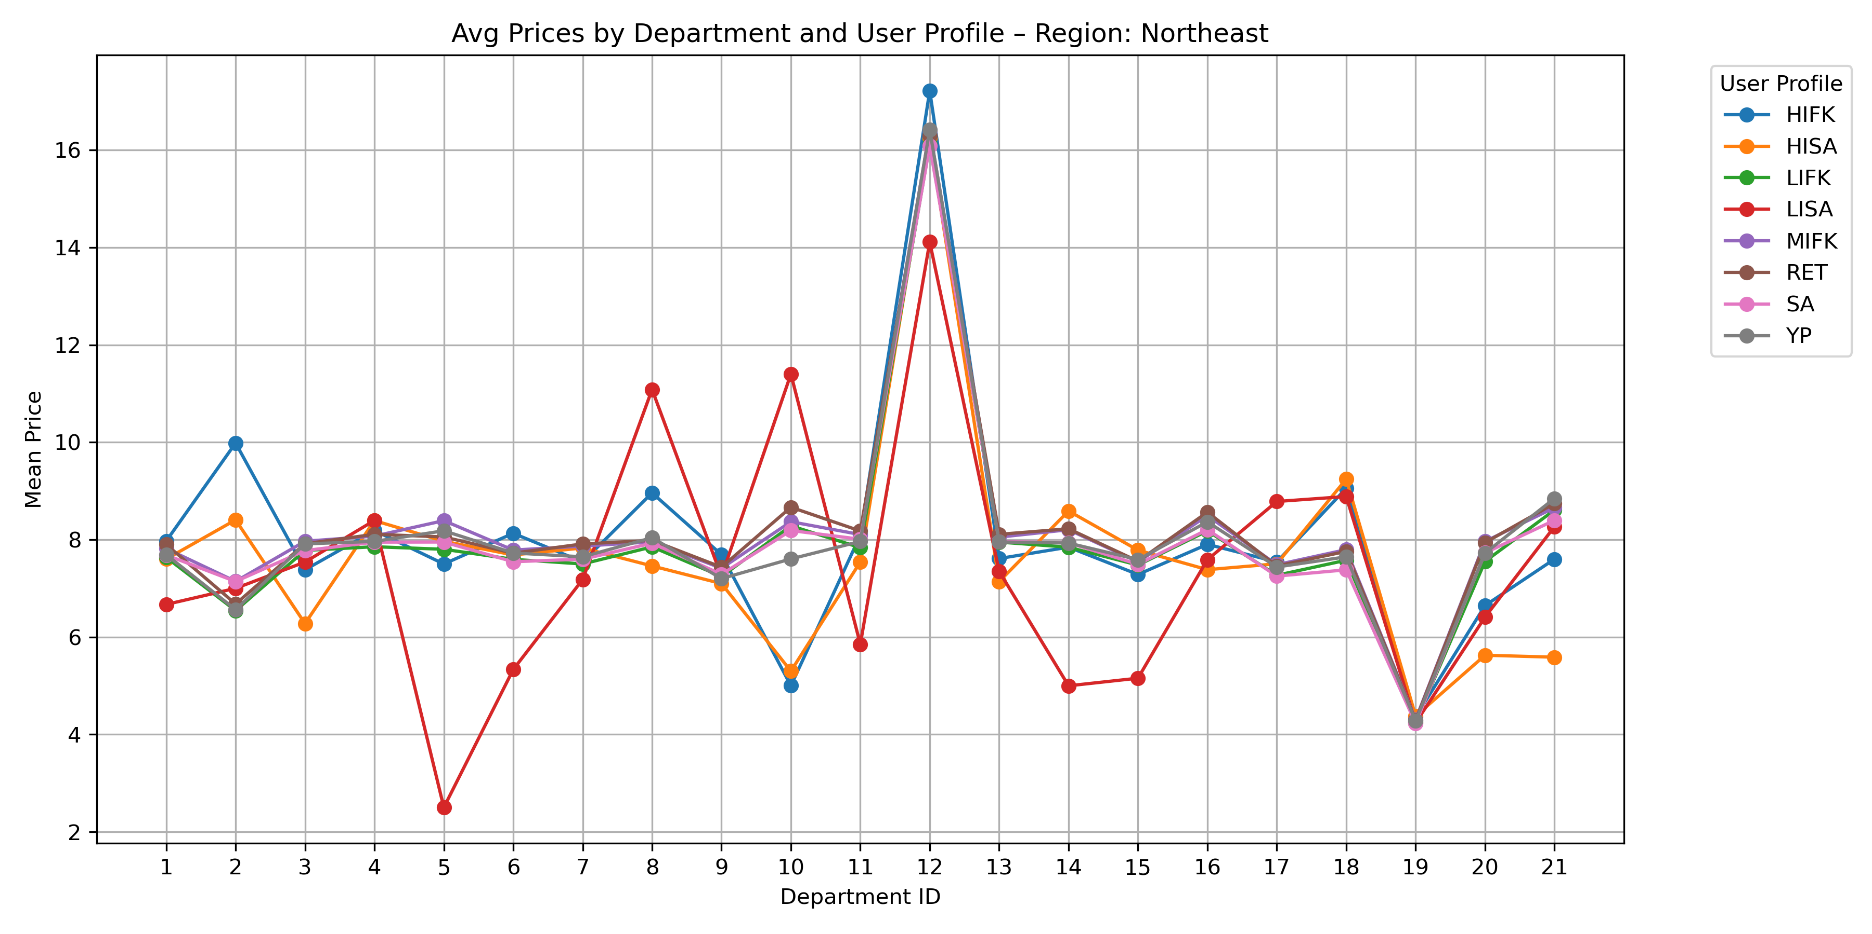 Avg Prices by Department and User Profile – Region: Northeast
User Profile
HIFK
HISA
LIFK
LISA
MIFK
RET
SA
YP
Mean Price
16
14
12
10
8
6
4
2
1 2 3 4 5 6 7 8 9 10 11 12 13 14 15 16 17 18 19 20 21
Department ID